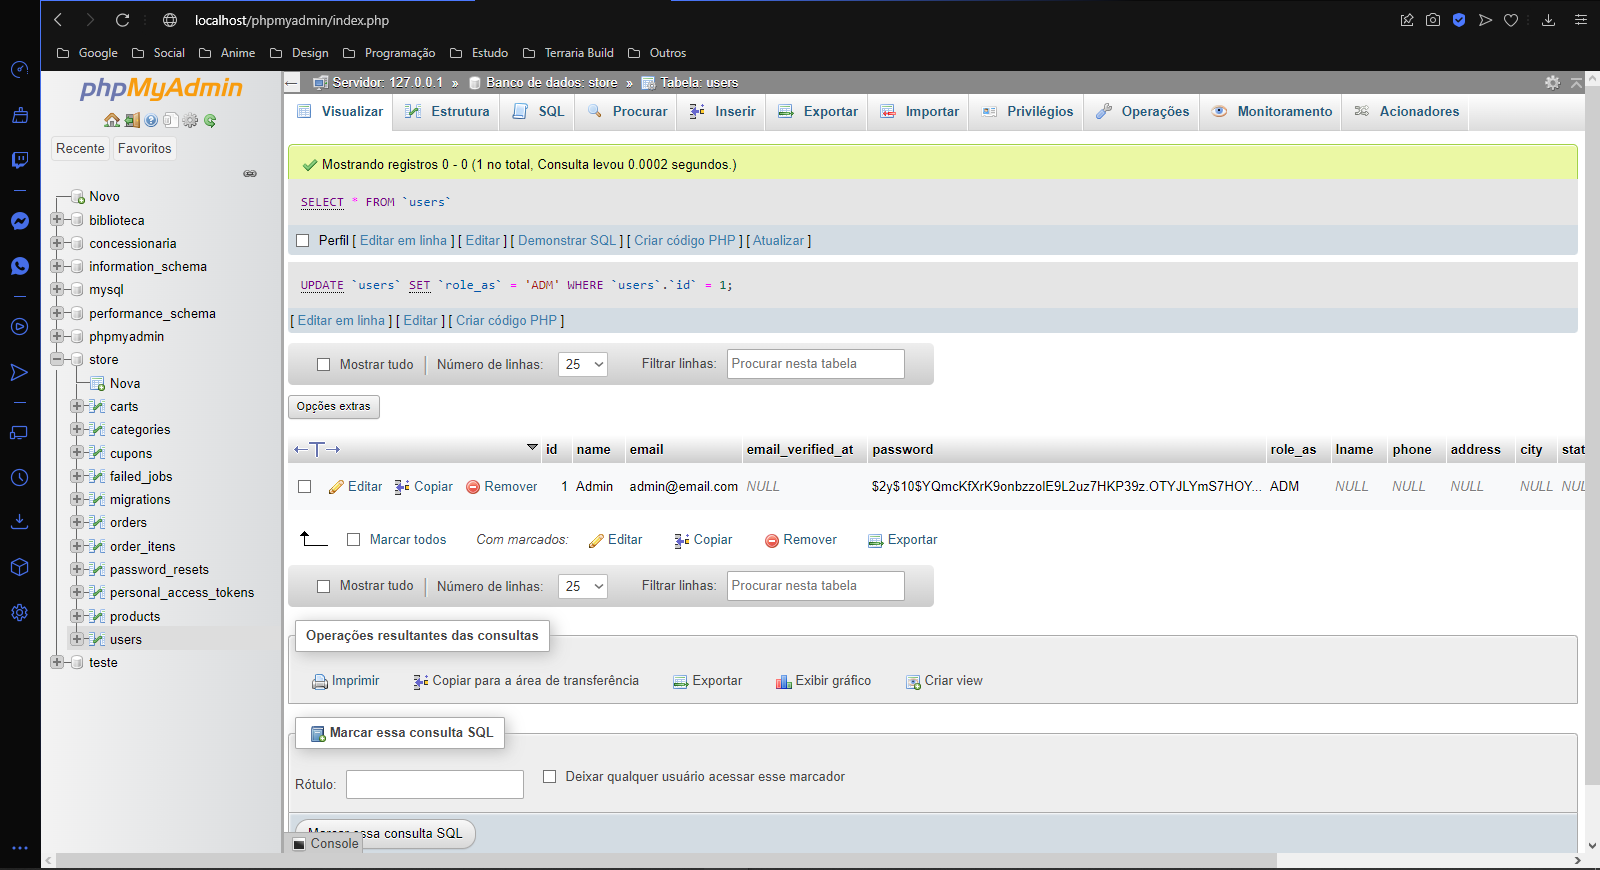 localhost/phpmyadmin/index.php
Google Social Anime Design Programação Estudo Terraria Build Outros
phpMyAdmin
Recente Favoritos
Novo
biblioteca
concessionaria
information_schema
mysql
performance_schema
phpmyadmin
store
Nova
carts
categories
cupons
failed_jobs
migrations
orders
order_itens
password_resets
personal_access_tokens
products
users
teste
Servidor: 127.0.0.1 » Banco de dados: store » Tabela: users
Visualizar Estrutura SQL Procurar Inserir Exportar Importar Privilégios Operações Monitoramento Acionadores
Mostrando registros 0 - 0 (1 no total, Consulta levou 0.0002 segundos.)
SELECT * FROM `users`
Perfil [ Editar em linha ] [ Editar ] [ Demonstrar SQL ] [ Criar código PHP ] [ Atualizar ]
UPDATE `users` SET `role_as` = 'ADM' WHERE `users`.`id` = 1;
[ Editar em linha ] [ Editar ] [ Criar código PHP ]
Mostrar tudo Número de linhas: 25 Filtrar linhas: Procurar nesta tabela
Opções extras
id name email email_verified_at password role_as lname phone address city stat
Editar Copiar Remover 1 Admin admin@email.com NULL $2y$10$YQmcKfXrK9onbzzolE9L2uz7HKP39z.OTYJLYmS7HOY... ADM NULL NULL NULL NULL NUL
Marcar todos Com marcados: Editar Copiar Remover Exportar
Mostrar tudo Número de linhas: 25 Filtrar linhas: Procurar nesta tabela
Operações resultantes das consultas
Imprimir Copiar para a área de transferência Exportar Exibir gráfico Criar view
Marcar essa consulta SQL
Rótulo: Deixar qualquer usuário acessar esse marcador
Marcar essa consulta SQL
Console